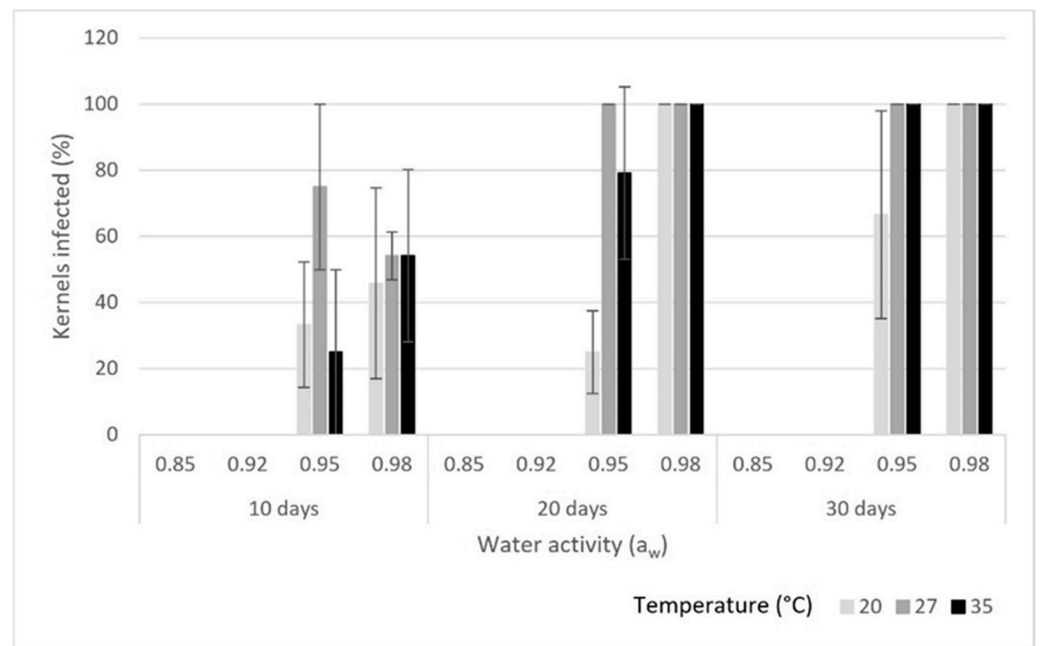 120
100
80
60
40
20
0
Kernels infected (%)
0.85 0.92 0.95 0.98 0.85 0.92 0.95 0.98 0.85 0.92 0.95 0.98
10 days 20 days 30 days
Water activity (aw)
Temperature (°C) 20 27 35